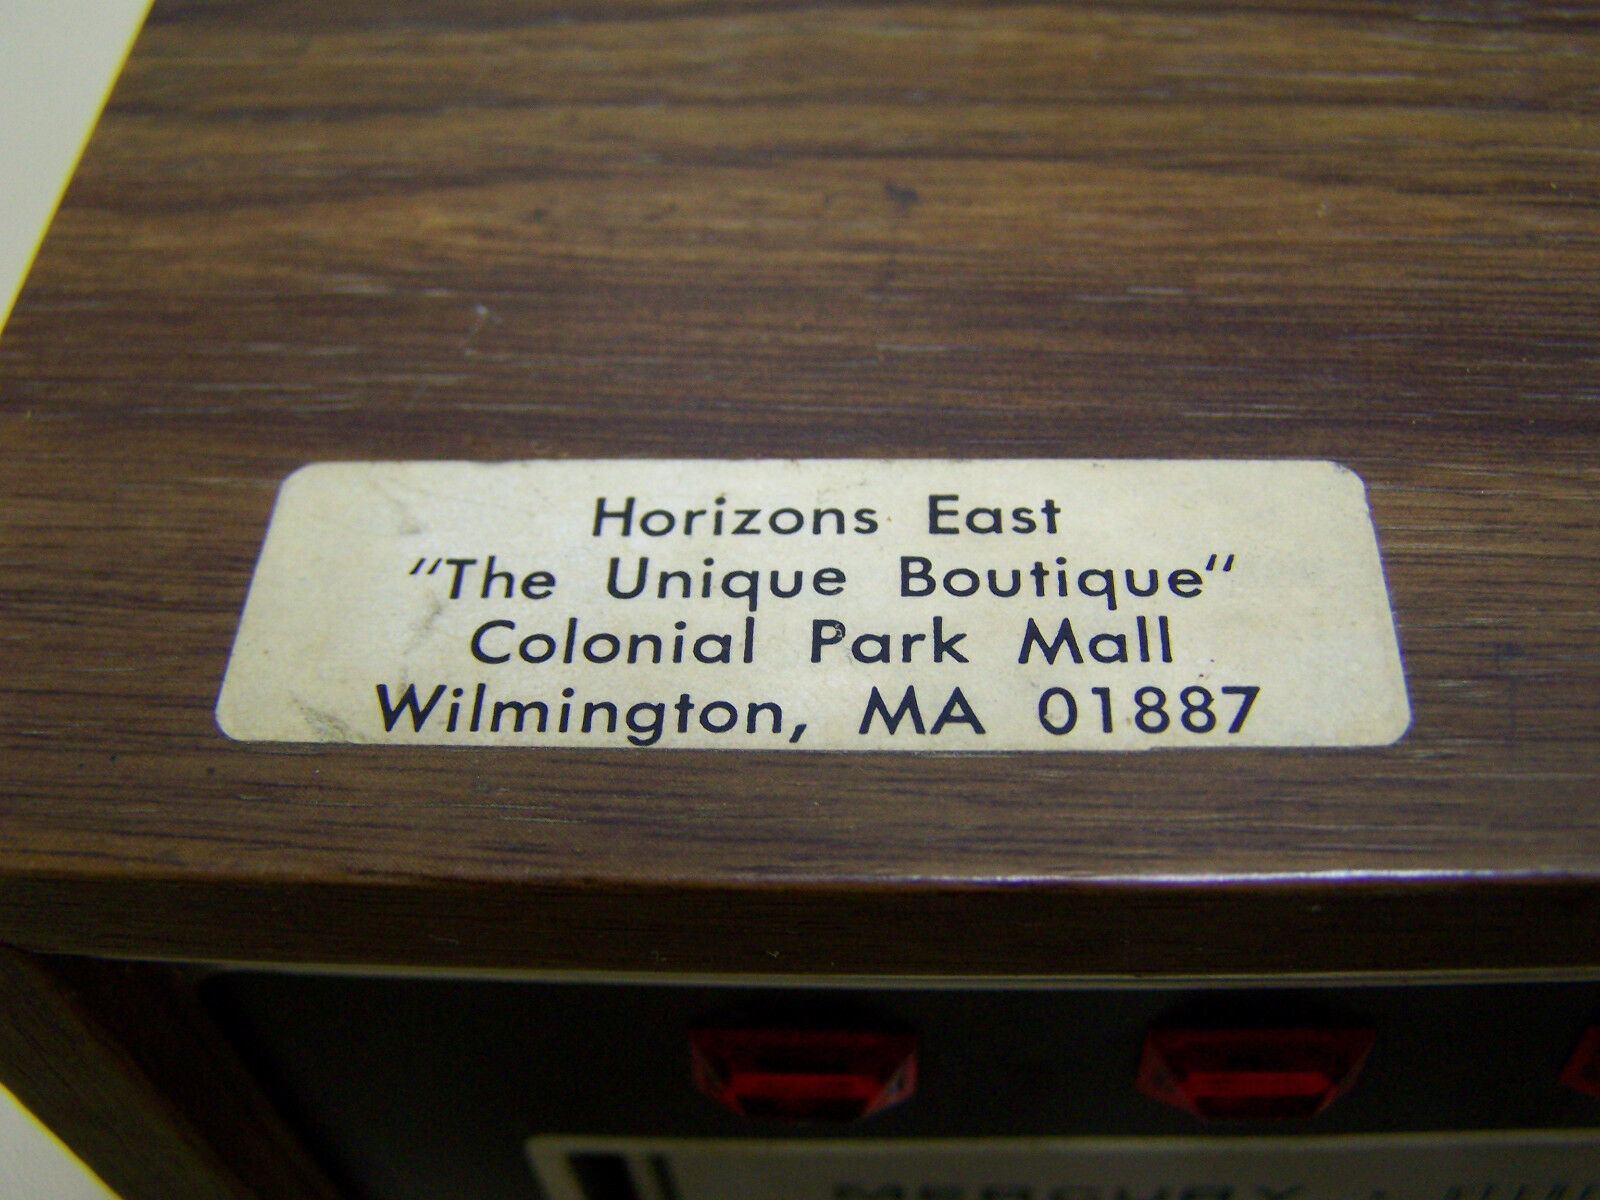 Horizons East
"The Unique Boutique"
Colonial Park Mall
Wilmington, MA 01887